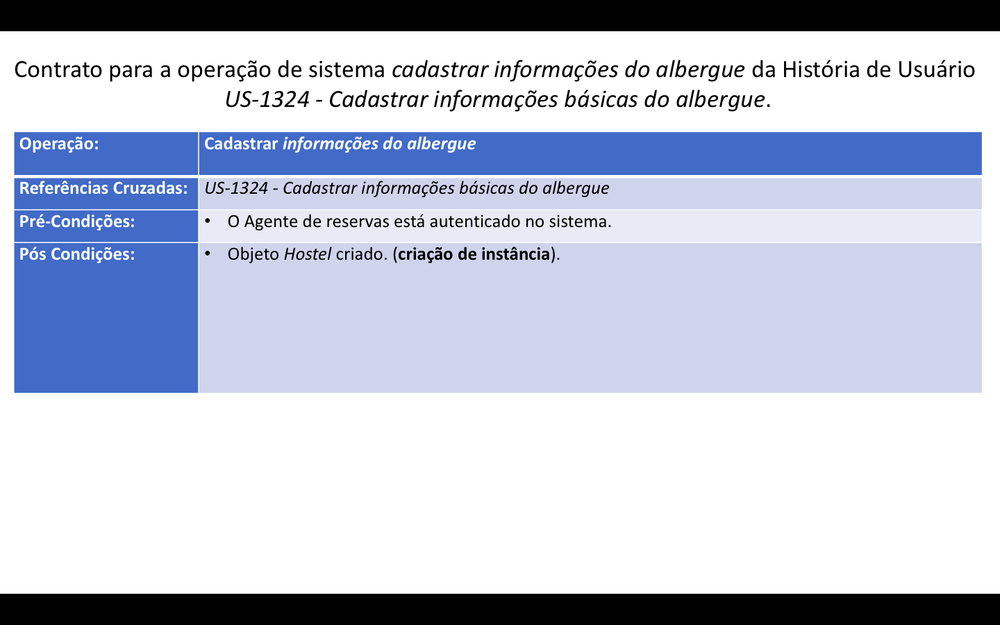 Contrato para a operação de sistema cadastrar informações do albergue da História de Usuário
US-1324 - Cadastrar informações básicas do albergue.
Operação: Cadastrar informações do albergue
Referências Cruzadas: US-1324 - Cadastrar informações básicas do albergue
Pré-Condições: • O Agente de reservas está autenticado no sistema.
Pós Condições: • Objeto Hostel criado. (criação de instância).